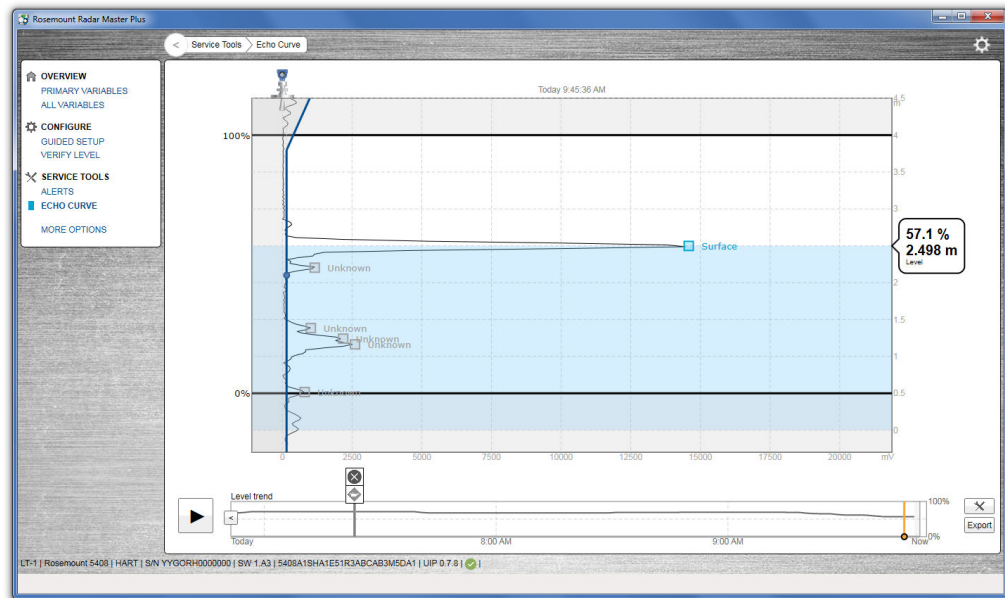 Rosemount Radar Master Plus
< Service Tools Echo Curve
OVERVIEW
PRIMARY VARIABLES
ALL VARIABLES
CONFIGURE
GUIDED SETUP
VERIFY LEVEL
SERVICE TOOLS
ALERTS
ECHO CURVE
MORE OPTIONS
Today 9:45:36 AM
4.5
m
100%
4
3.5
3
Surface
57.1 %
2.498 m
Level
Unknown
2
1.5
Unknown
Unknown
Unknown
1
0%
Unknown
0.5
0
0 2500 5000 7500 10000 12500 15000 17500 20000 mV
Level trend
100%
<
Export
0%
Today 8:00 AM 9:00 AM Now
LT-1 | Rosemount 5408 | HART | S/N YYGORH0000000 | SW 1.A3 | 5408A1SHA1E51R3ABCAB3M5DA1 | UIP 0.7.8 | |